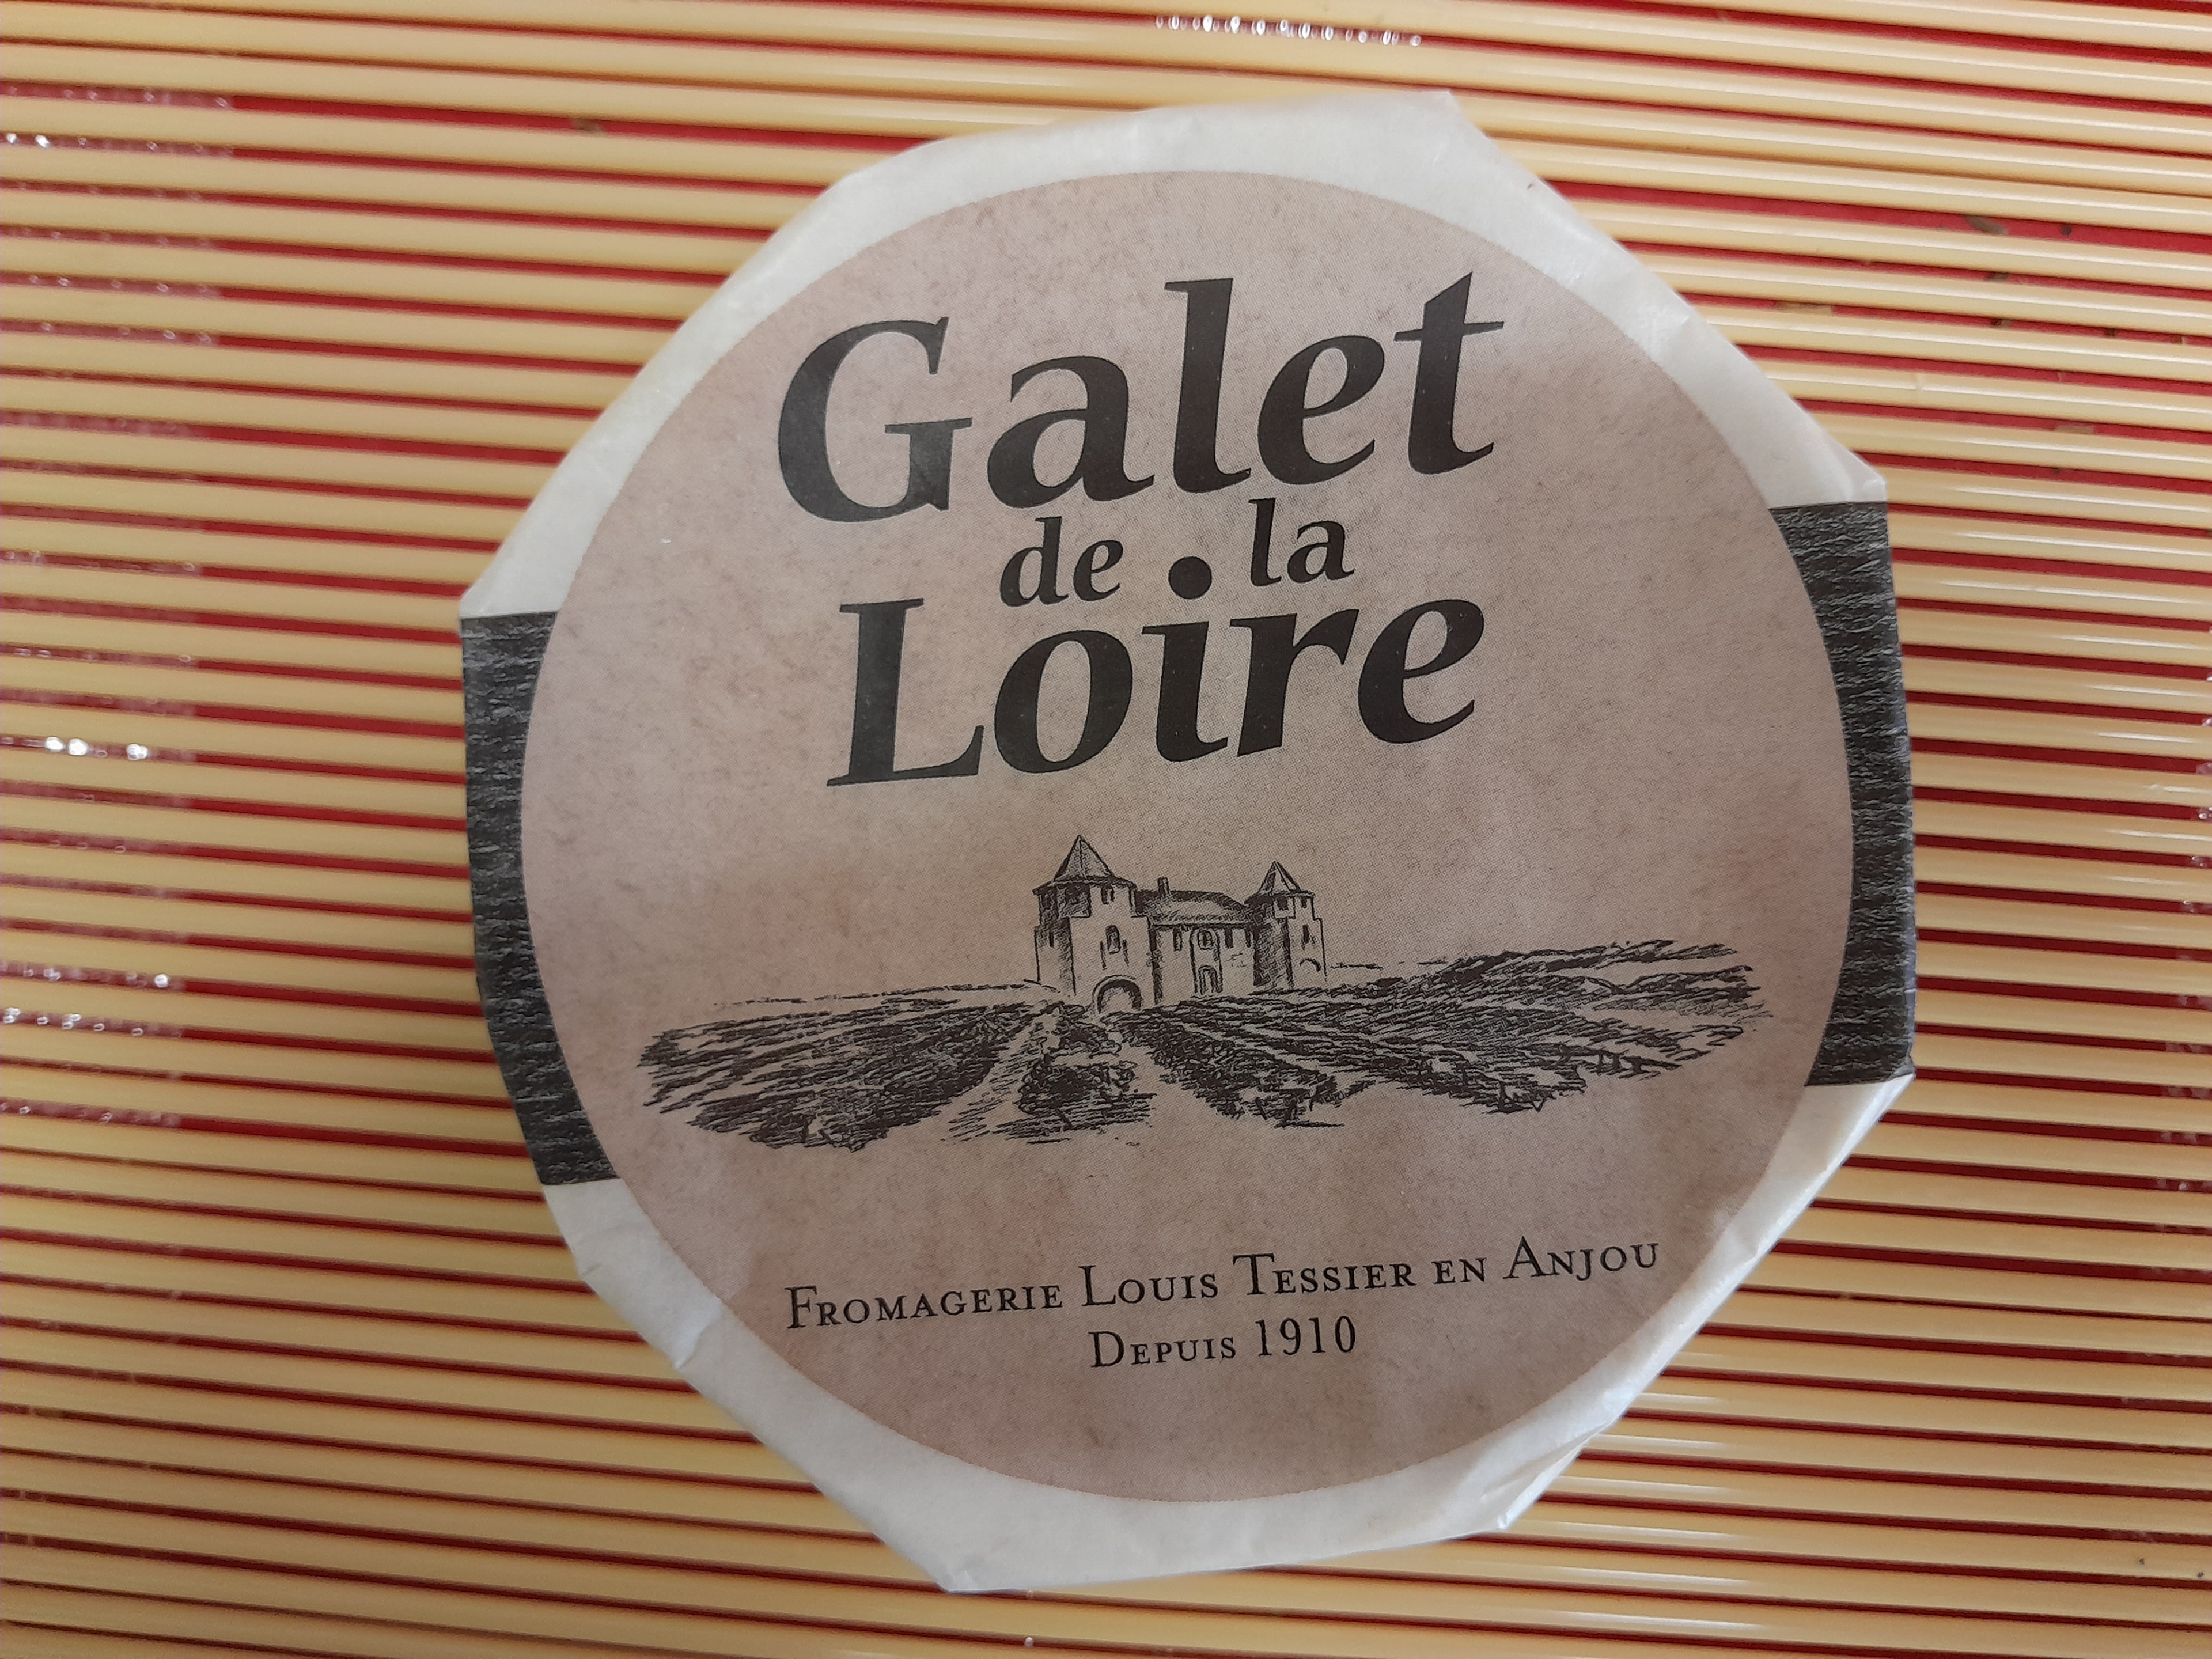 Galet
de la
Loire
Fromagerie Louis Tessier en Anjou
Depuis 1910